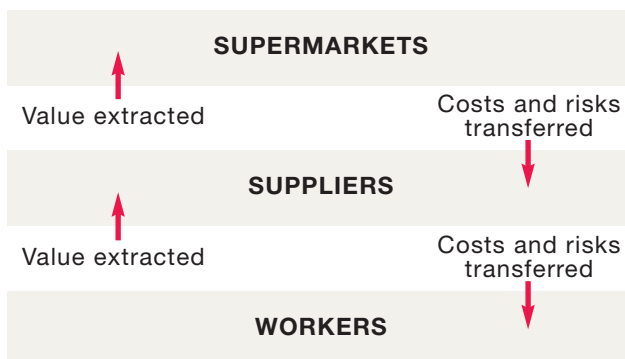 SUPERMARKETS
Value extracted
Costs and risks
transferred
SUPPLIERS
Value extracted
Costs and risks
transferred
WORKERS